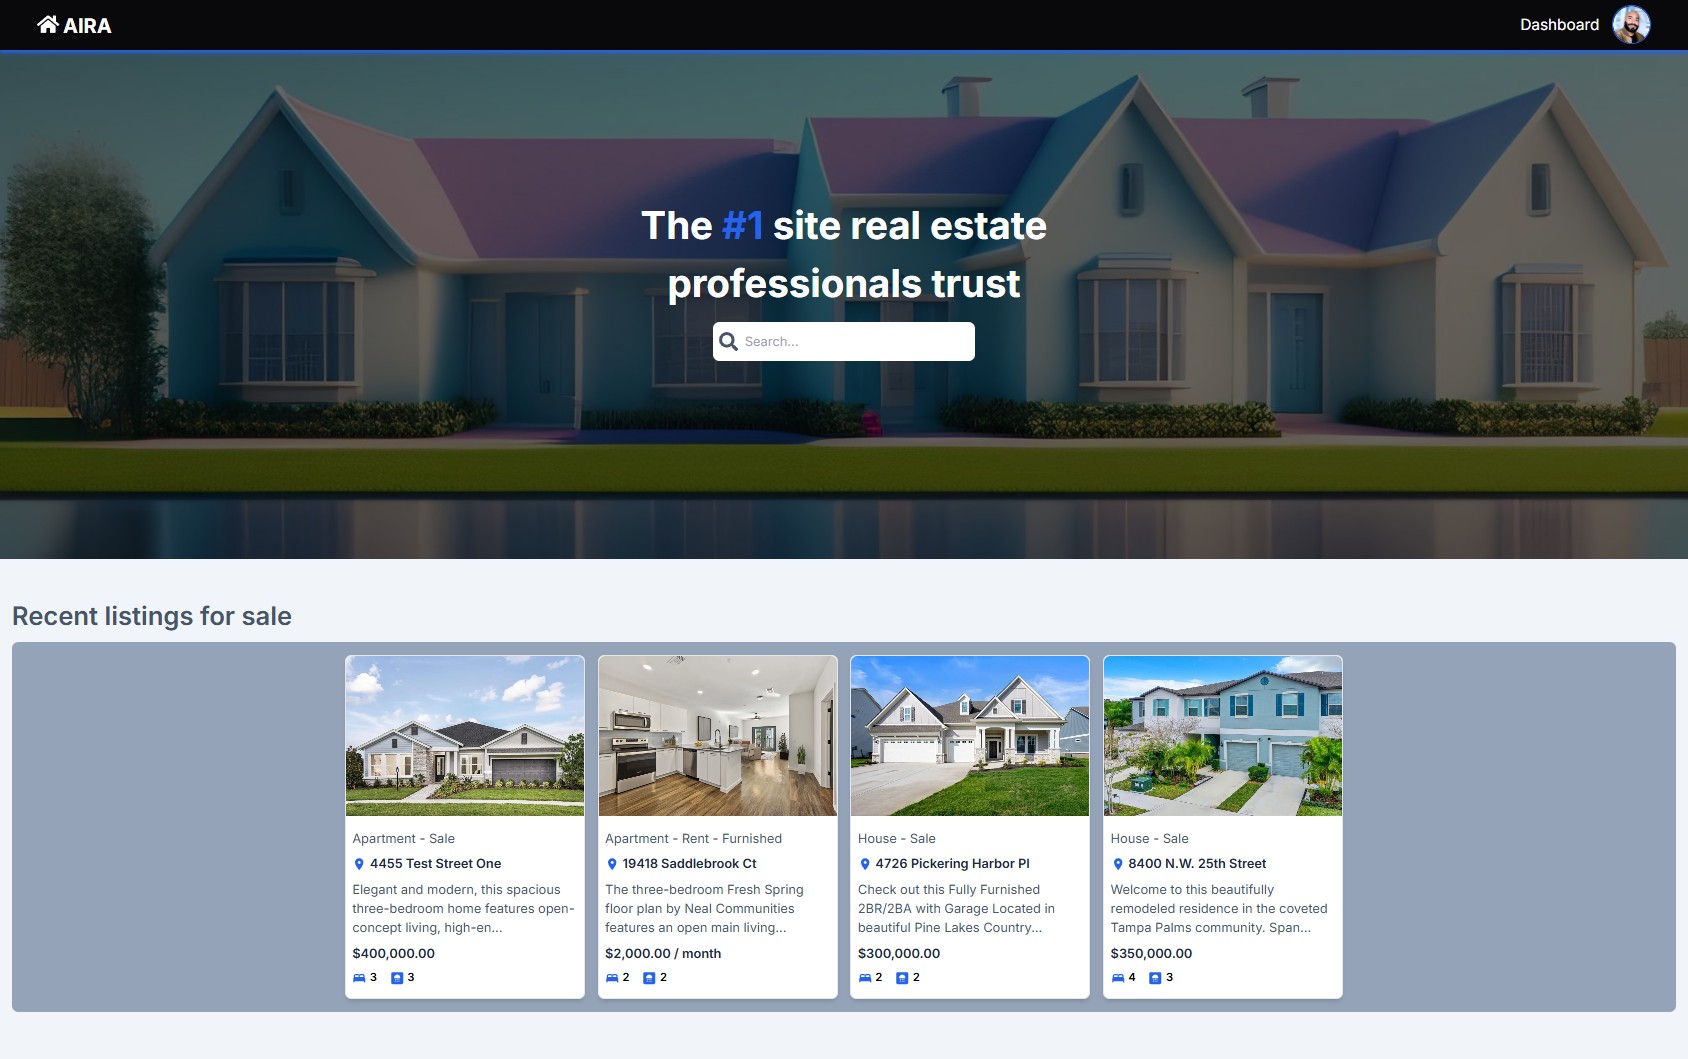 AIRA
Dashboard
The #1 site real estate
professionals trust
Search...
Recent listings for sale
Apartment - Sale
4455 Test Street One
Elegant and modern, this spacious
three-bedroom home features open-
concept living, high-en...
$400,000.00
3 3
Apartment - Rent - Furnished
19418 Saddlebrook Ct
The three-bedroom Fresh Spring
floor plan by Neal Communities
features an open main living...
$2,000.00 / month
2 2
House - Sale
4726 Pickering Harbor Pl
Check out this Fully Furnished
2BR/2BA with Garage Located in
beautiful Pine Lakes Country...
$300,000.00
2 2
House - Sale
8400 N.W. 25th Street
Welcome to this beautifully
remodeled residence in the coveted
Tampa Palms community. Span...
$350,000.00
4 3